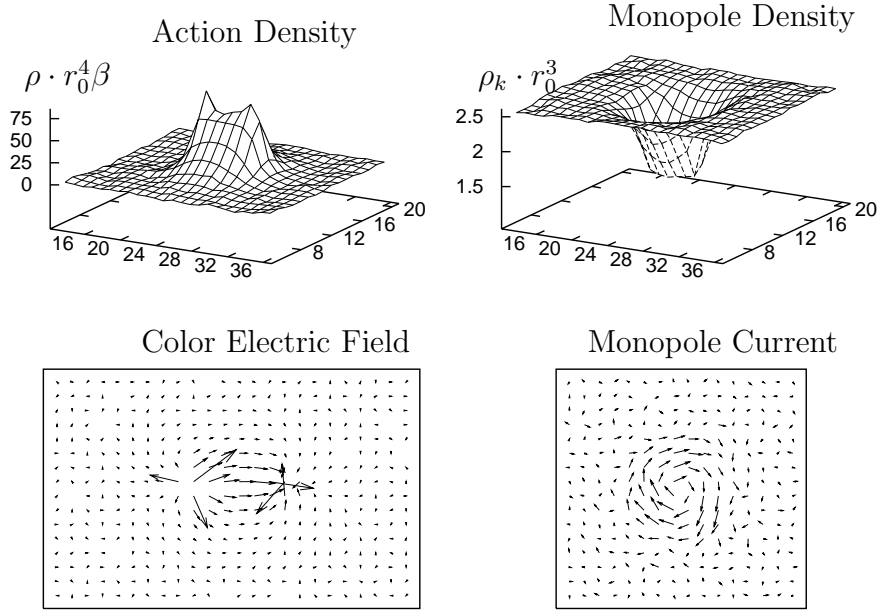 Action Density
ρ · r₀⁴β
75
50
25
0
16 20 24 28 32 36
8 12 16 20
Monopole Density
ρₖ · r₀³
2.5
2
1.5
16 20 24 28 32 36
8 12 16 20
Color Electric Field
Monopole Current